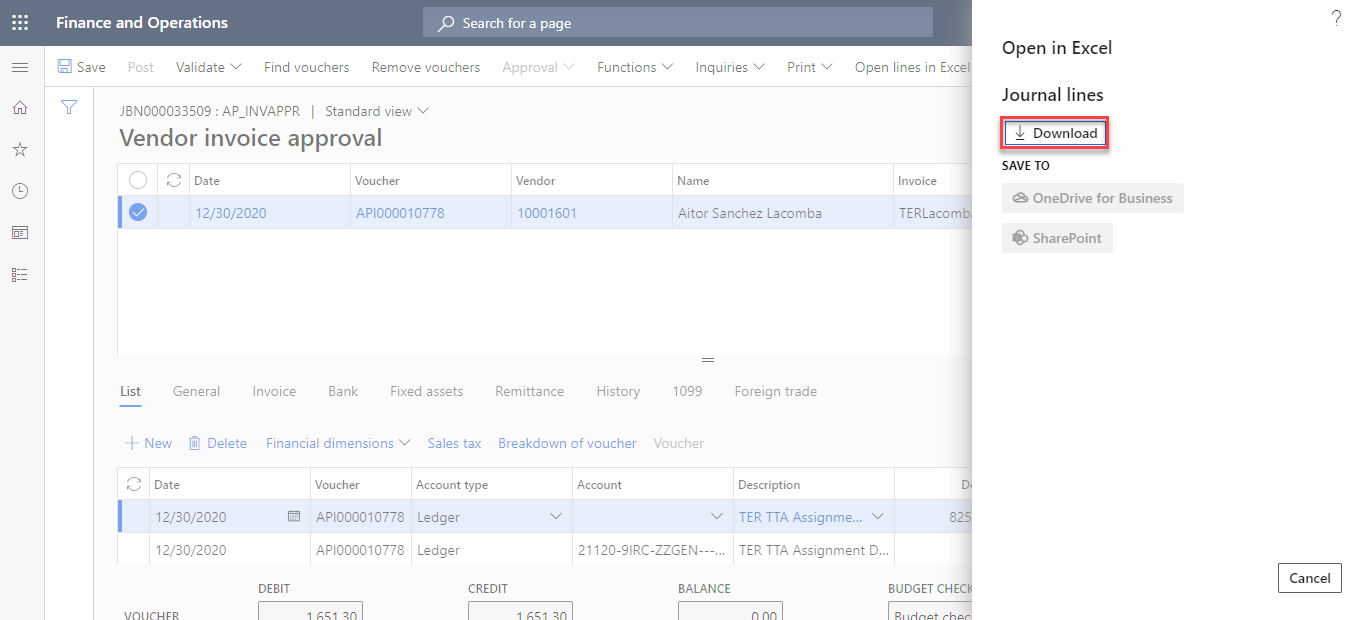 Finance and Operations
Search for a page
?
Save Post Validate Find vouchers Remove vouchers Approval Functions Inquiries Print Open lines in Excel
JBN000033509 : AP_INVAPPR | Standard view
Vendor invoice approval
Date Voucher Vendor Name Invoice
12/30/2020 API000010778 10001601 Aitor Sanchez Lacomba TERLacomba
List General Invoice Bank Fixed assets Remittance History 1099 Foreign trade
New Delete Financial dimensions Sales tax Breakdown of voucher Voucher
Date Voucher Account type Account Description De
12/30/2020 API000010778 Ledger TER TTA Assignme... 825
12/30/2020 API000010778 Ledger 21120-9IRC-ZZGEN---... TER TTA Assignment D...
DEBIT CREDIT BALANCE BUDGET CHECK
VOUCHER 1,651.30 1,651.30 0.00 Budget chec
Open in Excel
Journal lines
Download
SAVE TO
OneDrive for Business
SharePoint
Cancel